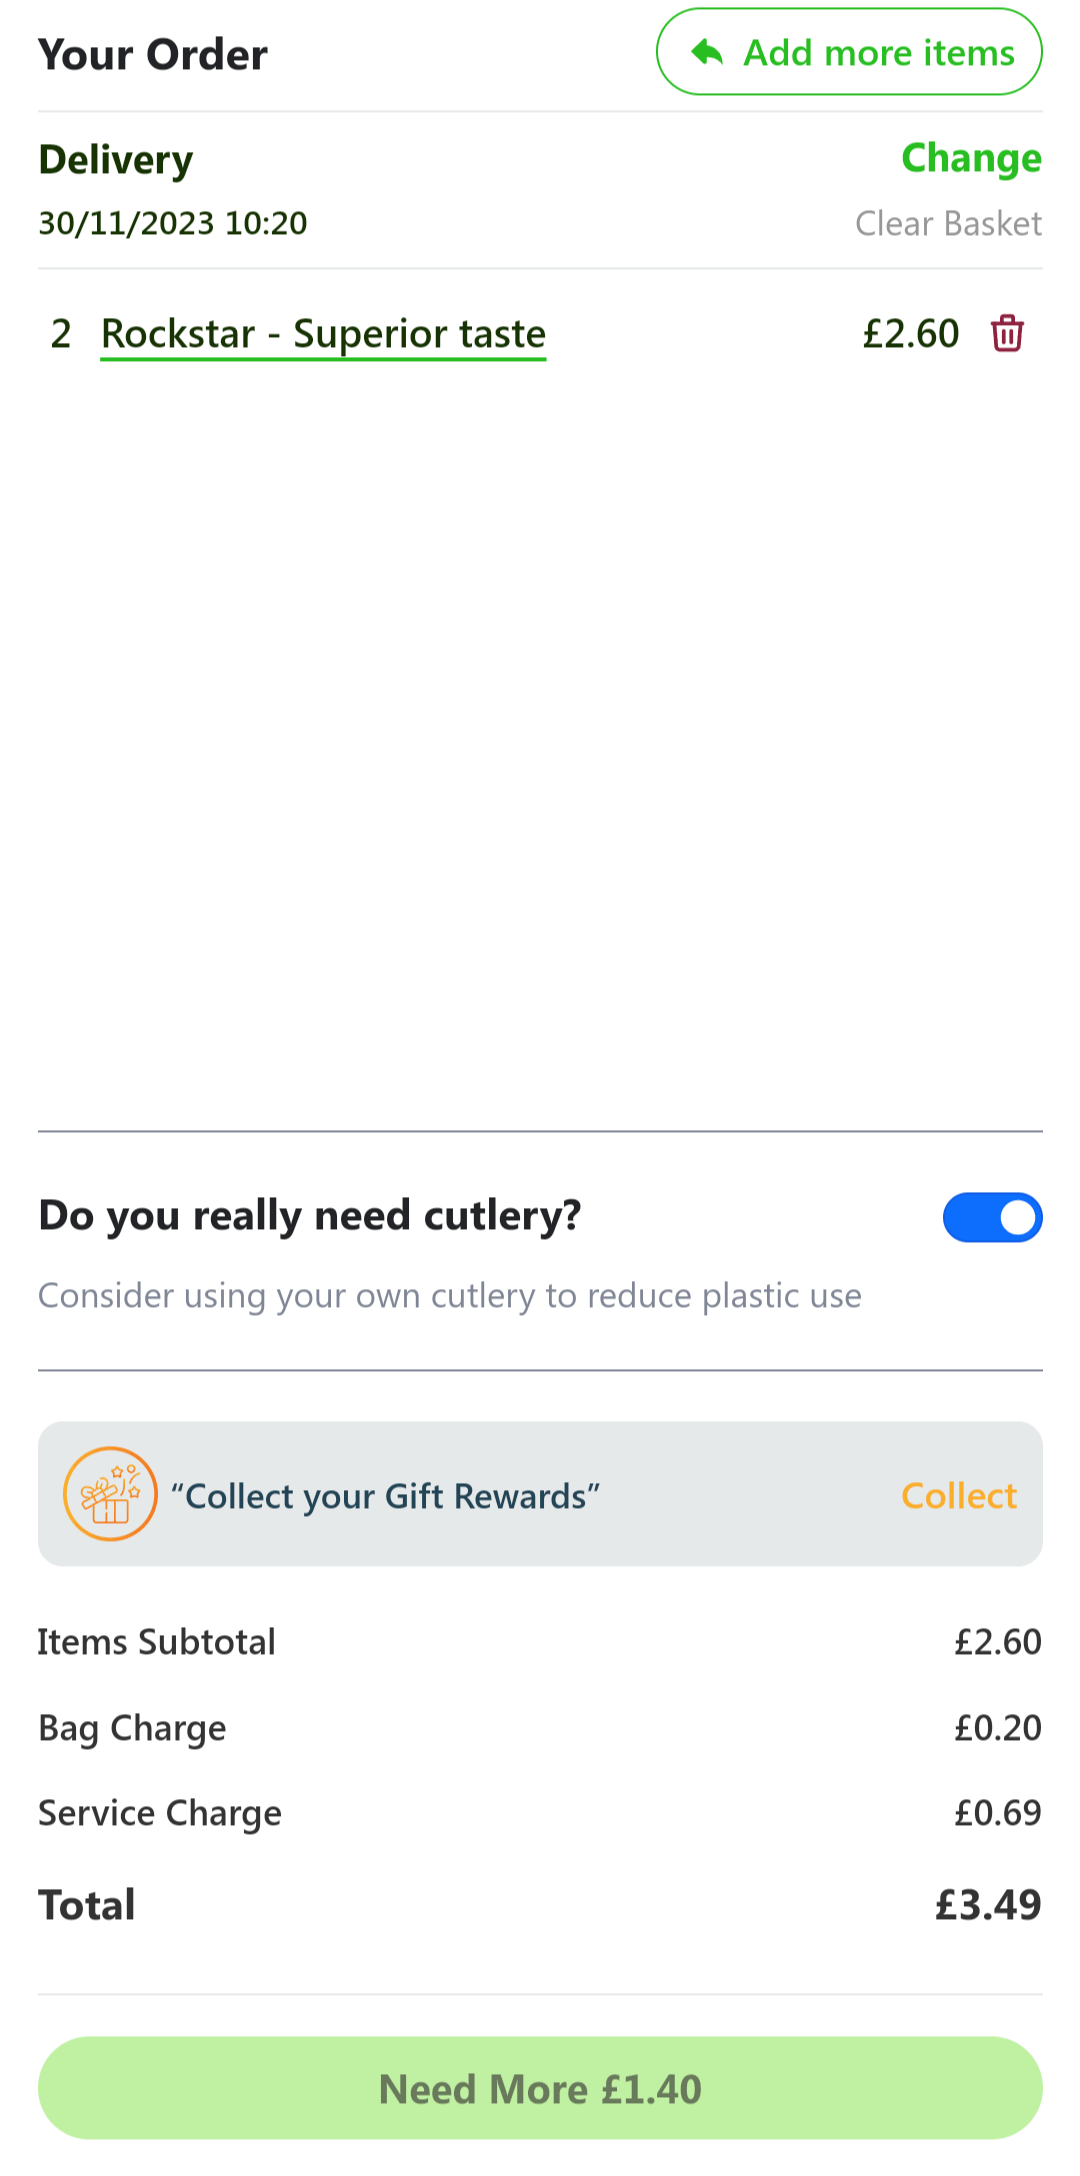 Your Order
Add more items
Delivery
Change
30/11/2023 10:20
Clear Basket
2 Rockstar - Superior taste £2.60
Do you really need cutlery?
Consider using your own cutlery to reduce plastic use
“Collect your Gift Rewards” Collect
Items Subtotal £2.60
Bag Charge £0.20
Service Charge £0.69
Total £3.49
Need More £1.40